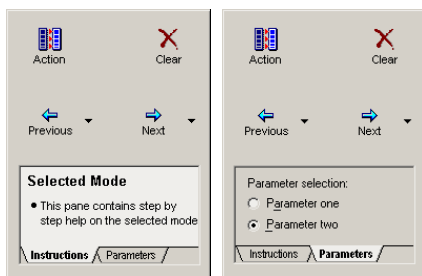 Action Clear
Previous Next
Selected Mode
• This pane contains step by
step help on the selected mode
Instructions Parameters
Action Clear
Previous Next
Parameter selection:
Parameter one
Parameter two
Instructions Parameters